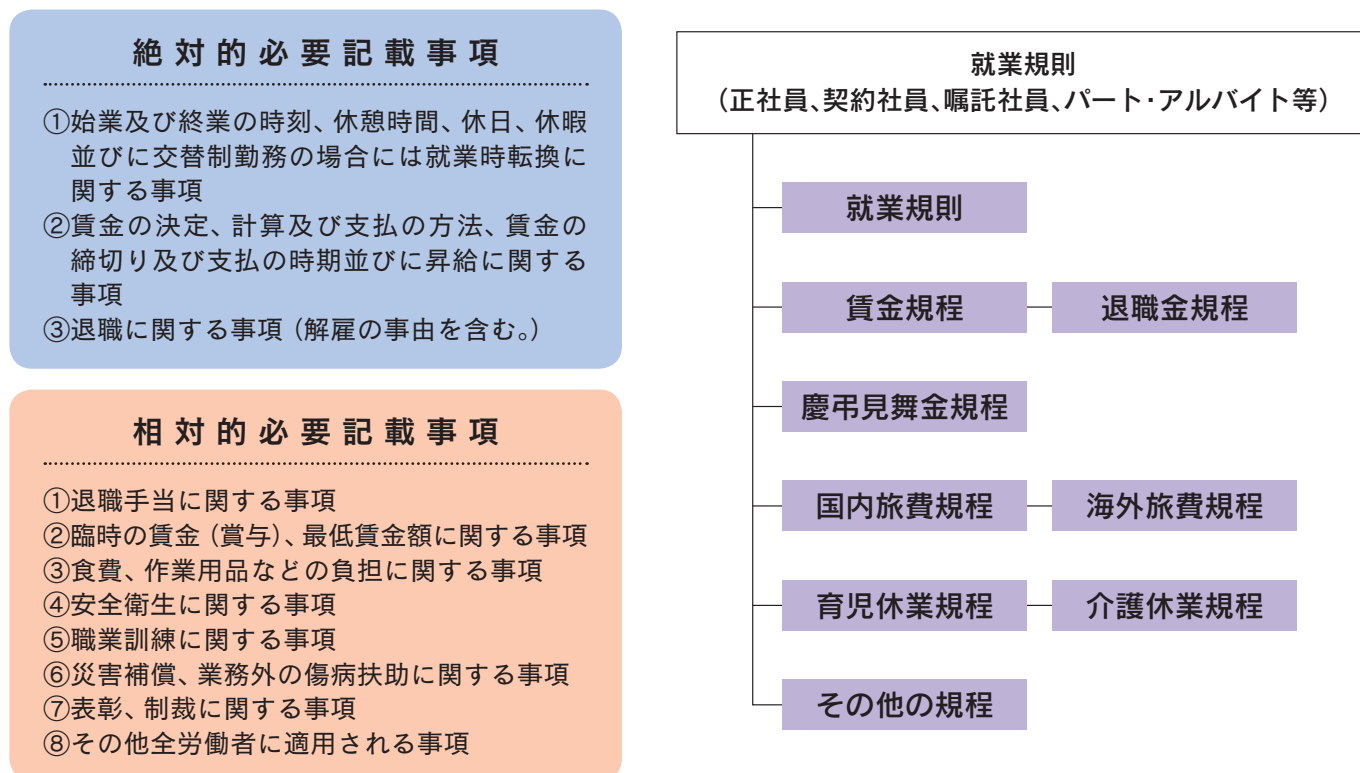 絶対的必要記載事項
①始業及び終業の時刻、休憩時間、休日、休暇
並びに交替制勤務の場合には就業時転換に
関する事項
②賃金の決定、計算及び支払の方法、賃金の
締切り及び支払の時期並びに昇給に関する
事項
③退職に関する事項（解雇の事由を含む。）
相対的必要記載事項
①退職手当に関する事項
②臨時の賃金（賞与）、最低賃金額に関する事項
③食費、作業用品などの負担に関する事項
④安全衛生に関する事項
⑤職業訓練に関する事項
⑥災害補償、業務外の傷病扶助に関する事項
⑦表彰、制裁に関する事項
⑧その他全労働者に適用される事項
就業規則
（正社員、契約社員、嘱託社員、パート・アルバイト等）
就業規則
賃金規程
退職金規程
慶弔見舞金規程
国内旅費規程
海外旅費規程
育児休業規程
介護休業規程
その他の規程